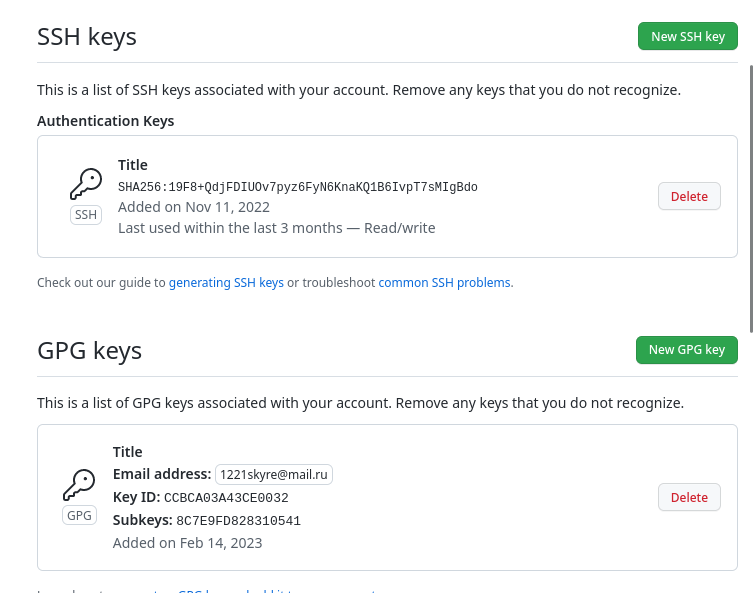 SSH keys
New SSH key
This is a list of SSH keys associated with your account. Remove any keys that you do not recognize.
Authentication Keys
Title
SHA256:19F8+QdjFDIUOv7pyz6FyN6KnaKQ1B6IvpT7sMIgBdo
Added on Nov 11, 2022
Last used within the last 3 months — Read/write
SSH
Delete
Check out our guide to generating SSH keys or troubleshoot common SSH problems.
GPG keys
New GPG key
This is a list of GPG keys associated with your account. Remove any keys that you do not recognize.
Title
Email address: 1221skyre@mail.ru
Key ID: CCBCA03A43CE0032
Subkeys: 8C7E9FD828310541
Added on Feb 14, 2023
GPG
Delete